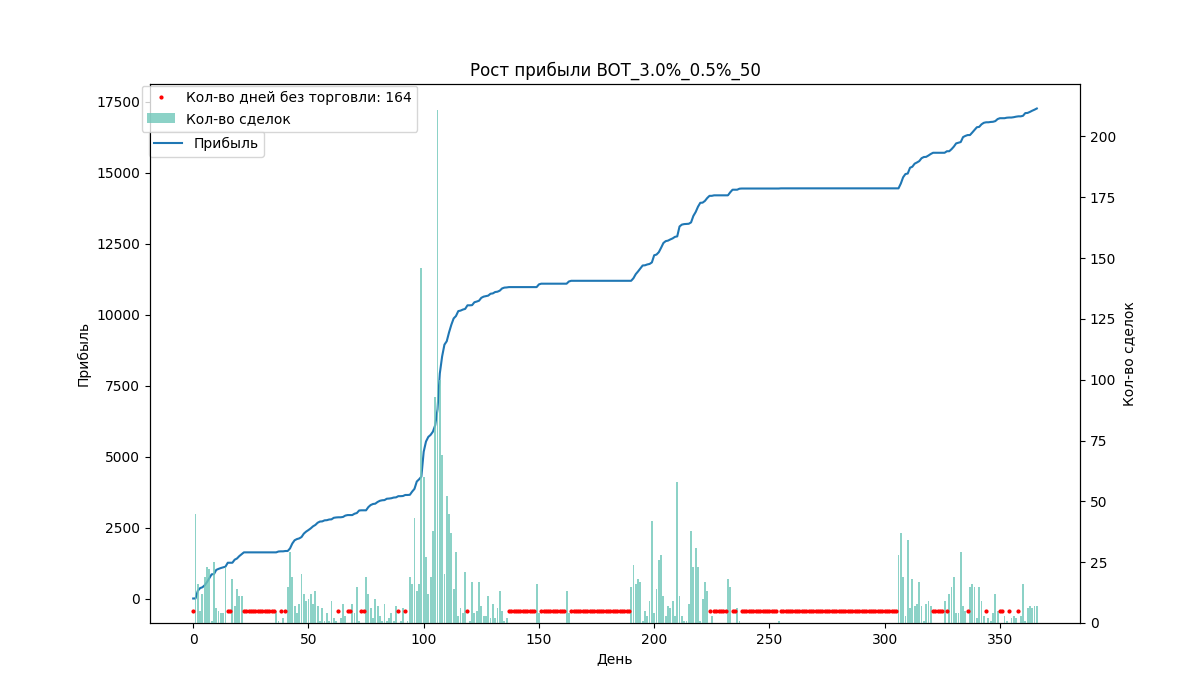 Рост прибыли BOT_3.0%_0.5%_50
Кол-во дней без торговли: 164
Кол-во сделок
Прибыль
17500
15000
12500
10000
7500
5000
2500
0
Прибыль
200
175
150
125
100
75
50
25
0
Кол-во сделок
0 50 100 150 200 250 300 350
День